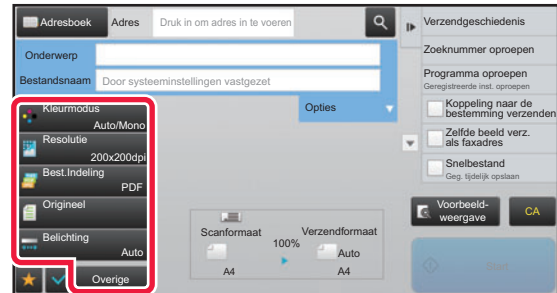 Adresboek
Adres
Druk in om adres in te voeren
Onderwerp
Bestandsnaam
Door systeeminstellingen vastgezet
Opties
Kleurmodus
Auto/Mono
Resolutie
200x200dpi
Best.Indeling
PDF
Origineel
Belichting
Auto
Overige
Scanformaat
A4
100%
Verzendformaat
Auto
A4
Verzendgeschiedenis
Zoeknummer oproepen
Programma oproepen
Geregistreerde inst. oproepen
Koppeling naar de
bestemming verzenden
Zelfde beeld verz.
als faxadres
Snelbestand
Geg. tijdelijk opslaan
Voorbeeld-
weergave
CA
Start